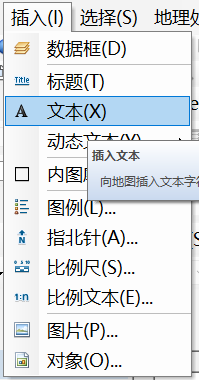 插入(I) 选择(S) 地理处
数据框(D)
Title 标题(T)
A 文本(X)
动态文本(Y)
插入文本
向地图插入文本字符
内图
图例(L)...
N 指北针(A)...
比例尺(S)...
1:n 比例文本(E)...
图片(P)...
对象(O)...